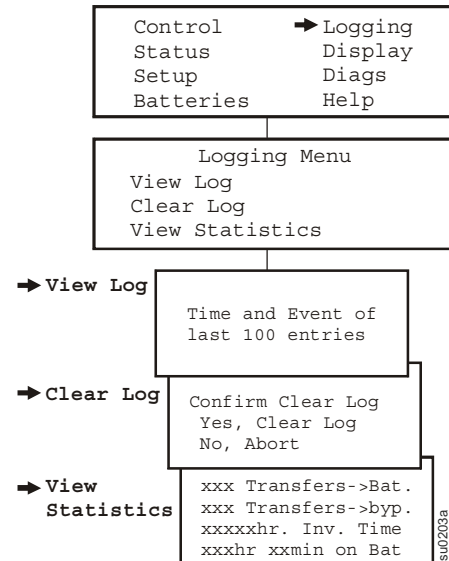 Control ➔ Logging
Status Display
Setup Diags
Batteries Help
Logging Menu
View Log
Clear Log
View Statistics
➔ View Log
Time and Event of
last 100 entries
➔ Clear Log
Confirm Clear Log
Yes, Clear Log
No, Abort
➔ View
Statistics
xxx Transfers->Bat.
xxx Transfers->byp.
xxxxxhr. Inv. Time
xxxhr xxmin on Bat
su0203a